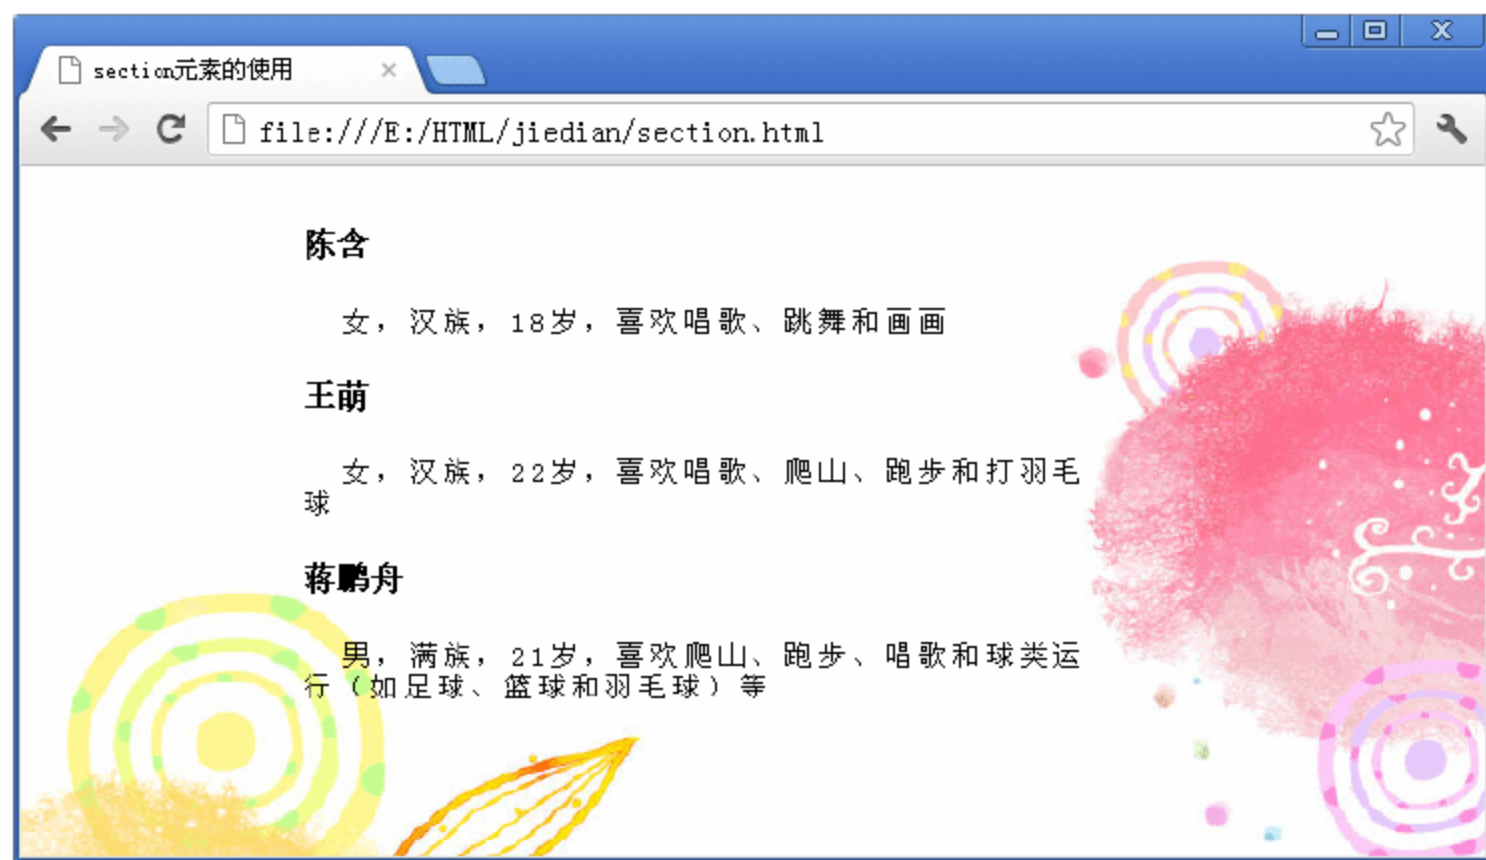 section元素的使用
file:///E:/HTML/jiedian/section.html
陈含
女，汉族，18岁，喜欢唱歌、跳舞和画画
王萌
女，汉族，22岁，喜欢唱歌、爬山、跑步和打羽毛
球
蒋鹏舟
男，满族，21岁，喜欢爬山、跑步、唱歌和球类运
行（如足球、篮球和羽毛球）等